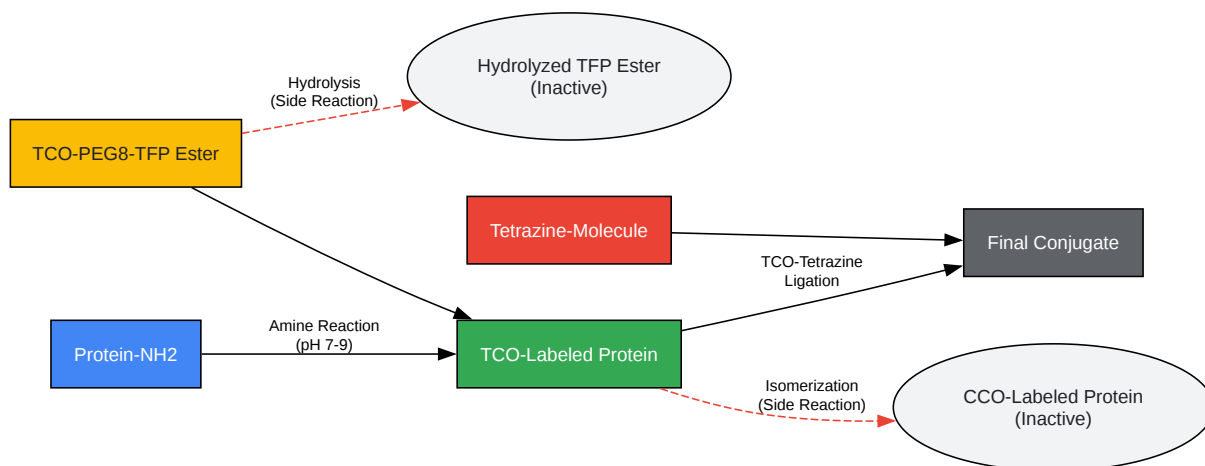 Hydrolyzed TFP Ester
(Inactive)
Hydrolysis
(Side Reaction)
TCO-PEG8-TFP Ester
Tetrazine-Molecule
Final Conjugate
TCO-Tetrazine
Ligation
Amine Reaction
(pH 7-9)
Protein-NH2
TCO-Labeled Protein
Isomerization
(Side Reaction)
CCO-Labeled Protein
(Inactive)